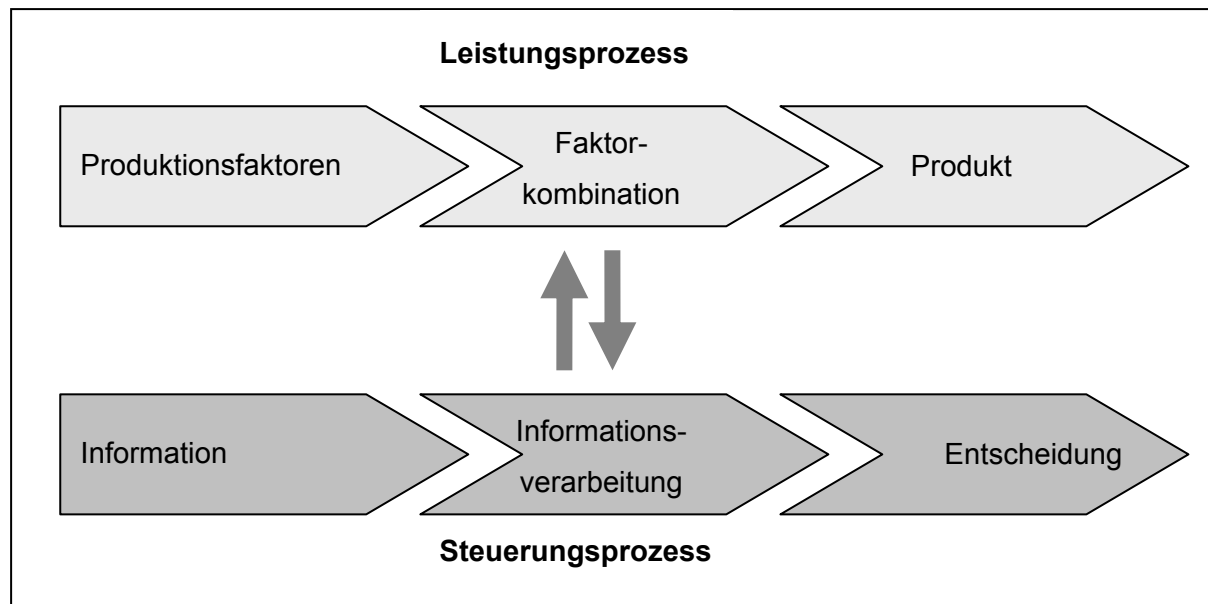 Leistungsprozess
Produktionsfaktoren
Faktor-
kombination
Produkt
Information
Informations-
verarbeitung
Entscheidung
Steuerungsprozess